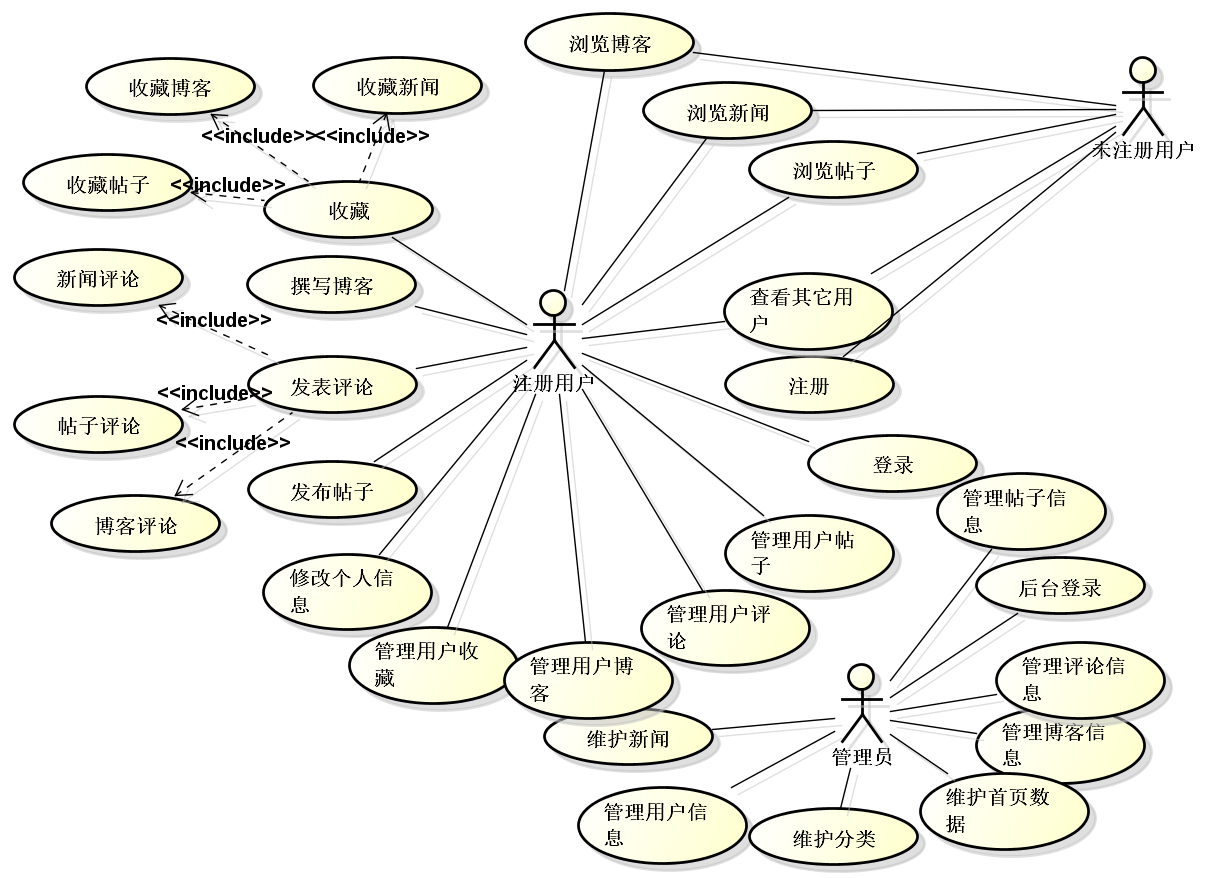 浏览博客
收藏博客
收藏新闻
浏览新闻
<<include>>
<<include>>
未注册用户
浏览帖子
收藏帖子
<<include>>
收藏
新闻评论
撰写博客
查看其它用
户
<<include>>
注册用户
发表评论
注册
<<include>>
帖子评论
<<include>>
登录
发布帖子
管理帖子信
息
博客评论
管理用户帖
子
修改个人信
息
后台登录
管理用户评
论
管理用户收
藏
管理用户博
客
管理评论信
息
维护新闻
管理博客信
息
管理员
管理用户信
息
维护分类
维护首页数
据